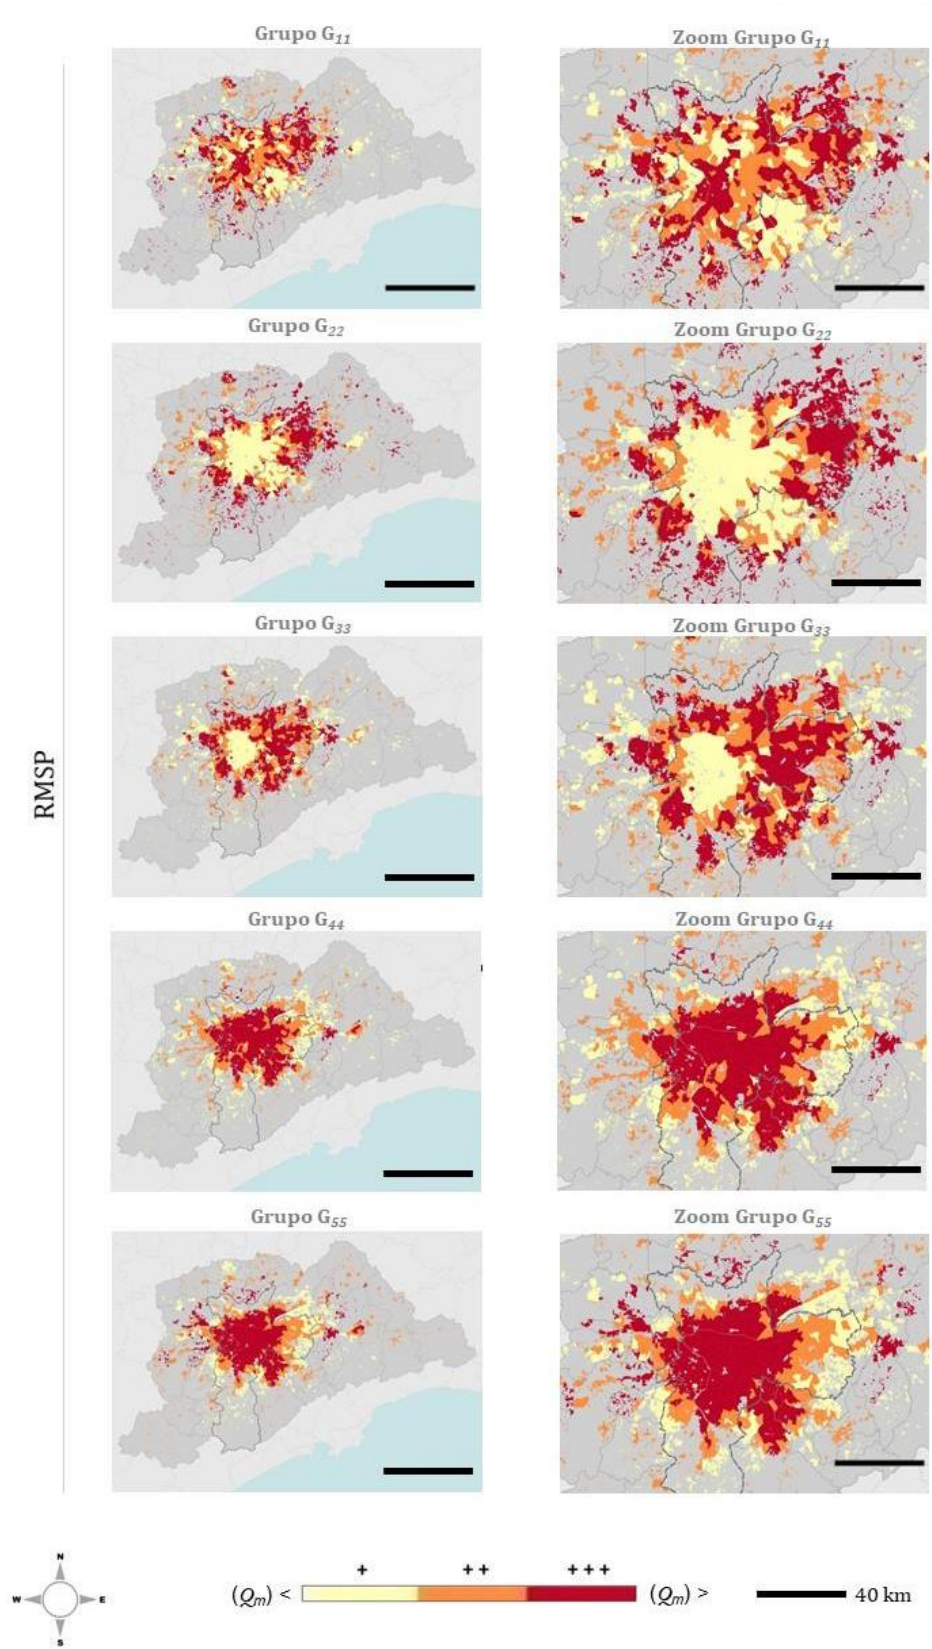 Grupo G11
Zoom Grupo G11
Grupo G22
Zoom Grupo G22
Grupo G33
Zoom Grupo G33
RMSP
Grupo G44
Zoom Grupo G44
Grupo G55
Zoom Grupo G55
N
W E
S
+ ++ +++
(Qm) < (Qm) > 40 km